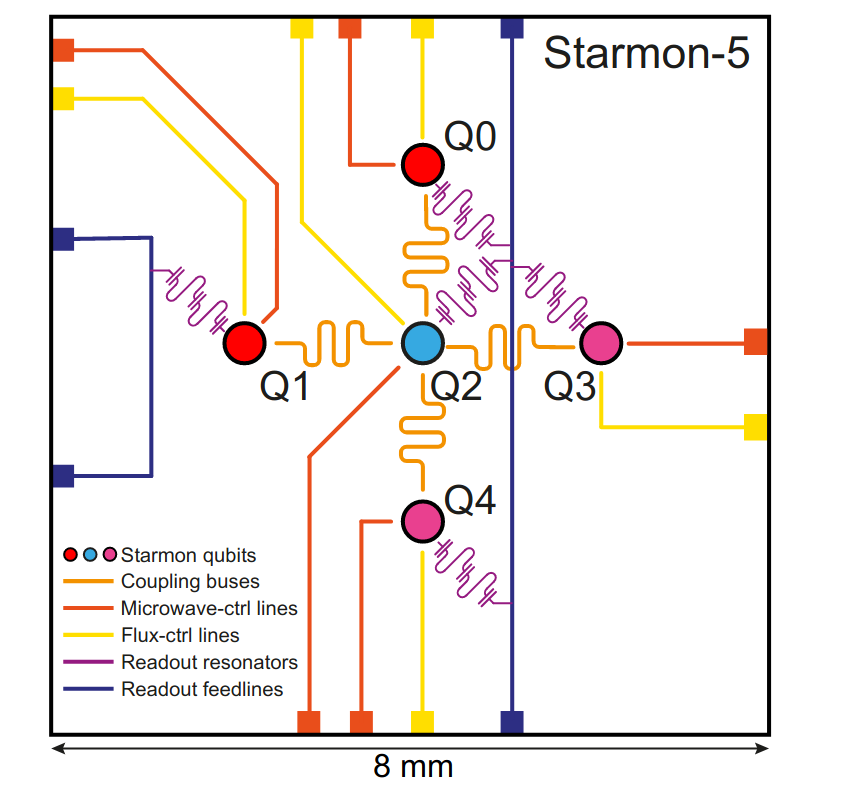 Starmon-5
Q0
Q1
Q2
Q3
Q4
Starmon qubits
Coupling buses
Microwave-ctrl lines
Flux-ctrl lines
Readout resonators
Readout feedlines
8 mm